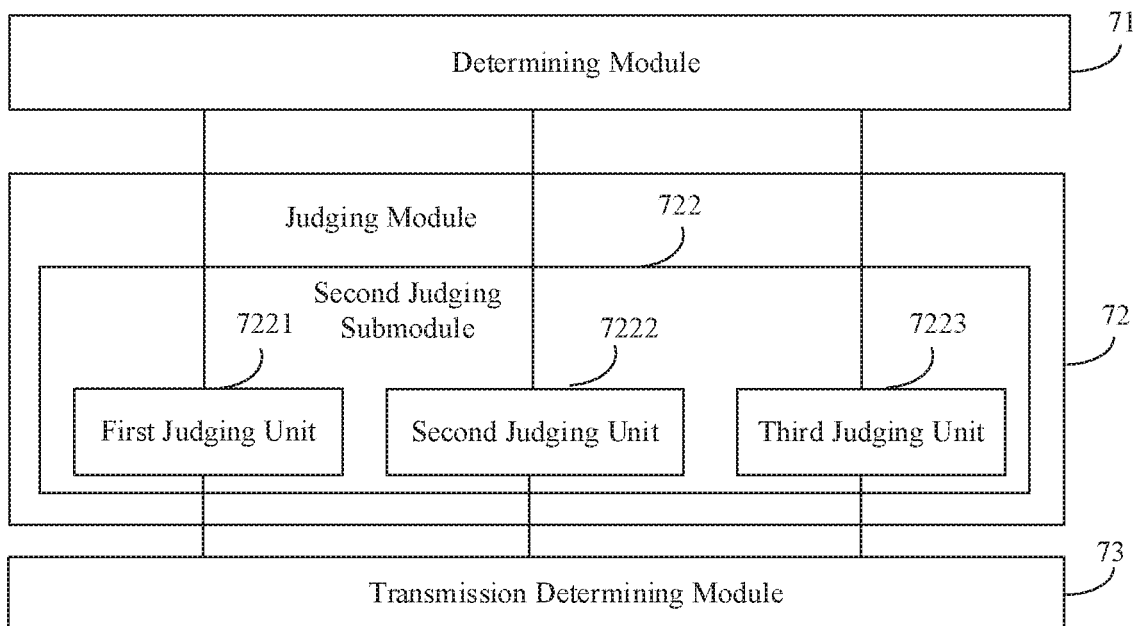 71
Determining Module
722
Judging Module
Second Judging
Submodule
7221
7222
7223
72
First Judging Unit
Second Judging Unit
Third Judging Unit
73
Transmission Determining Module